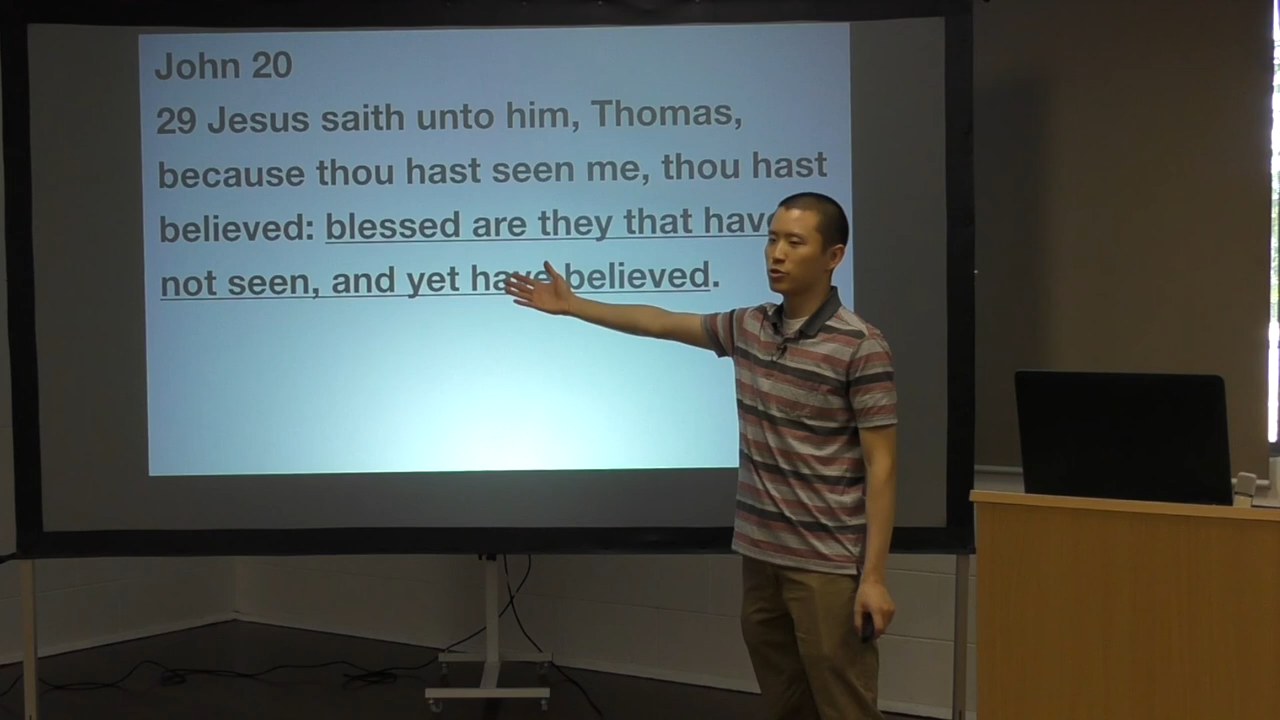 John 20
29 Jesus saith unto him, Thomas,
because thou hast seen me, thou hast
believed: blessed are they that have
not seen, and yet have believed.